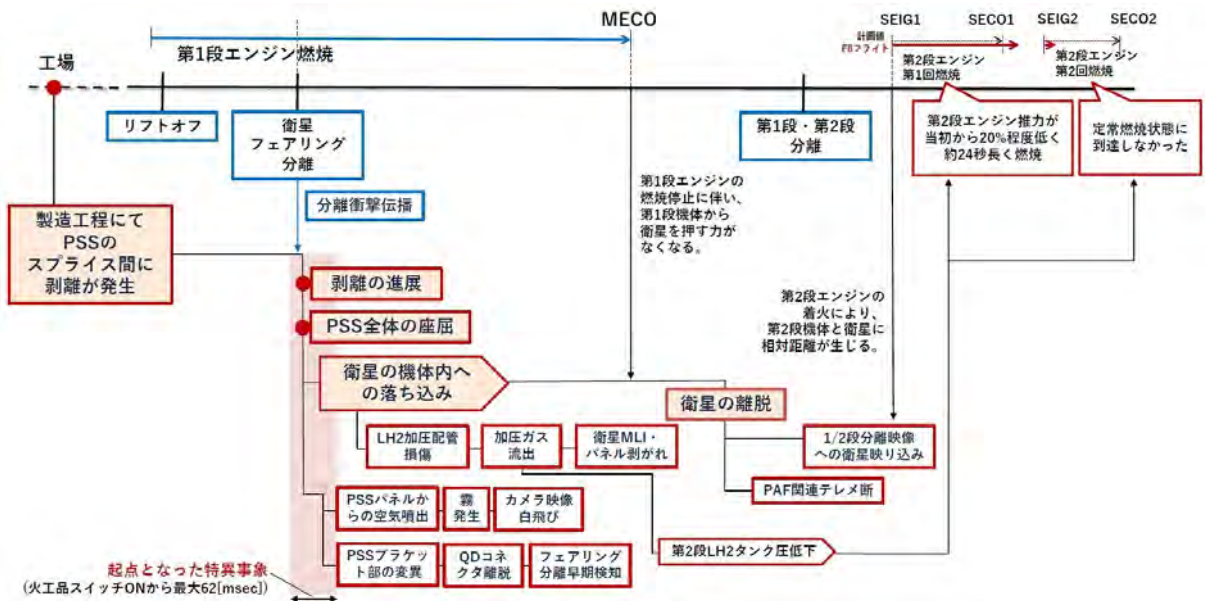 MECO
SEIG1
SECO1
SEIG2
SECO2
計画値
F8フライト
第1段エンジン燃焼
第2段エンジン
第1回燃焼
第2段エンジン
第2回燃焼
工場
リフトオフ
衛星
フェアリング
分離
第1段・第2段
分離
第2段エンジン推力が
当初から20%程度低く
約24秒長く燃焼
定常燃焼状態に
到達しなかった
分離衝撃伝播
第1段エンジンの
燃焼停止に伴い、
第1段機体から
衛星を押す力が
なくなる。
製造工程にて
PSSの
スプライス間に
剥離が発生
剥離の進展
PSS全体の座屈
第2段エンジンの
着火により、
第2段機体と衛星に
相対距離が生じる。
衛星の機体内へ
の落ち込み
衛星の離脱
LH2加圧配管
損傷
加圧ガス
流出
衛星MLI・
パネル剥がれ
1/2段分離映像
への衛星映り込み
PAF関連テレメ断
PSSパネルか
らの空気噴出
霧
発生
カメラ映像
白飛び
第2段LH2タンク圧低下
PSSブラケッ
ト部の変異
QDコネ
クタ離脱
フェアリング
分離早期検知
起点となった特異事象
(火工品スイッチONから最大62[msec])